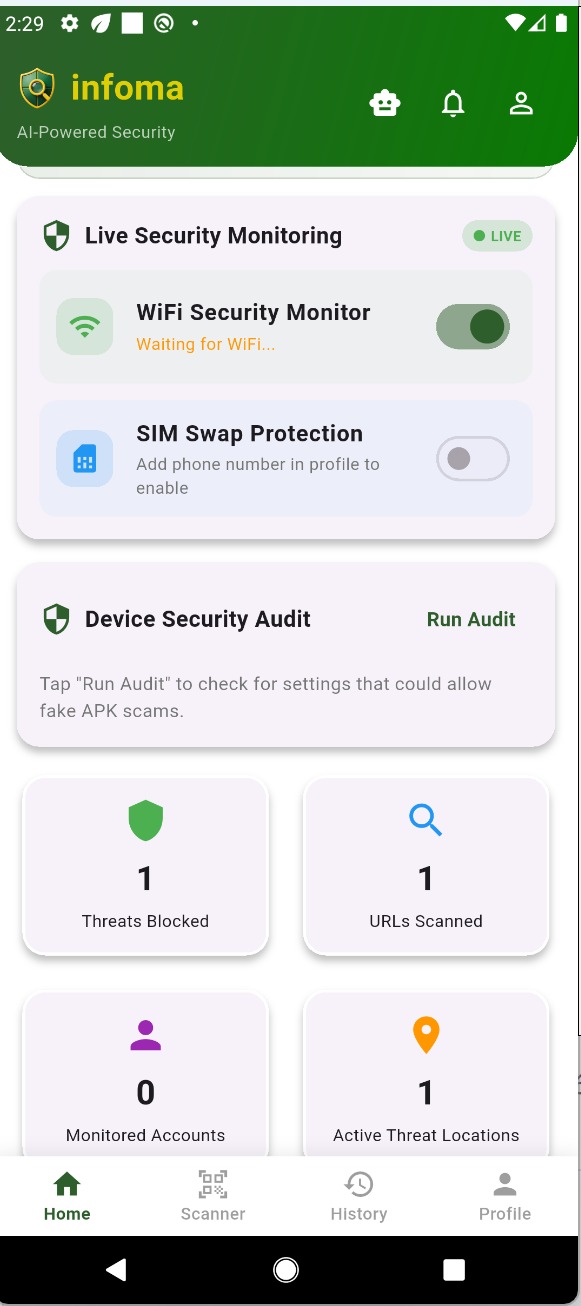 2:29
infoma
AI-Powered Security
Live Security Monitoring
LIVE
WiFi Security Monitor
Waiting for WiFi...
SIM Swap Protection
Add phone number in profile to
enable
Device Security Audit
Run Audit
Tap "Run Audit" to check for settings that could allow
fake APK scams.
1
1
Threats Blocked
URLs Scanned
0
1
Monitored Accounts
Active Threat Locations
Home
Scanner
History
Profile